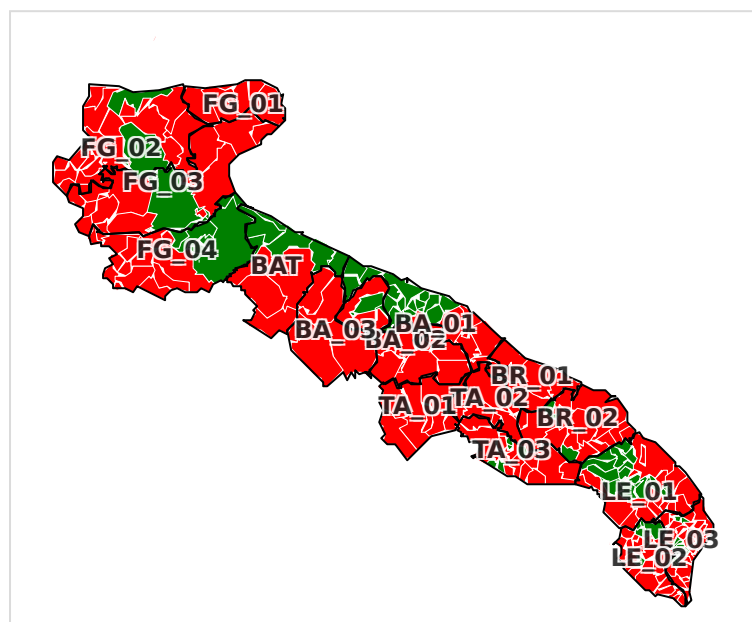 FG_01
FG_02
FG_03
FG_04
BAT
BA_01
BA_03
BA_02
BR_01
TA_02
TA_01
BR_02
TA_03
LE_01
LE_03
LE_02